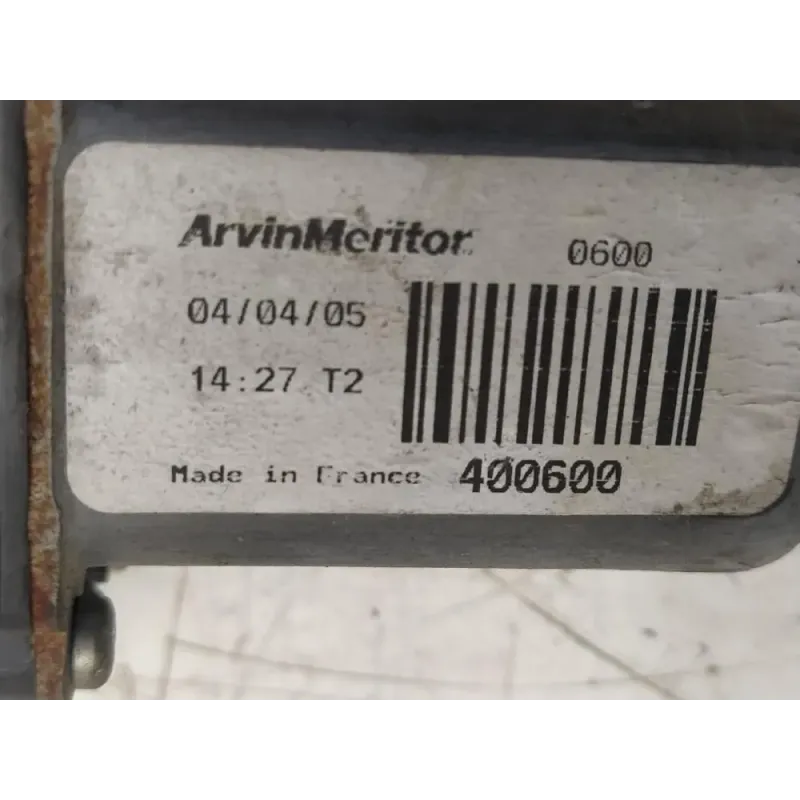 ArvinMeritor 0600
04/04/05
14:27 T2
Made in France 400600